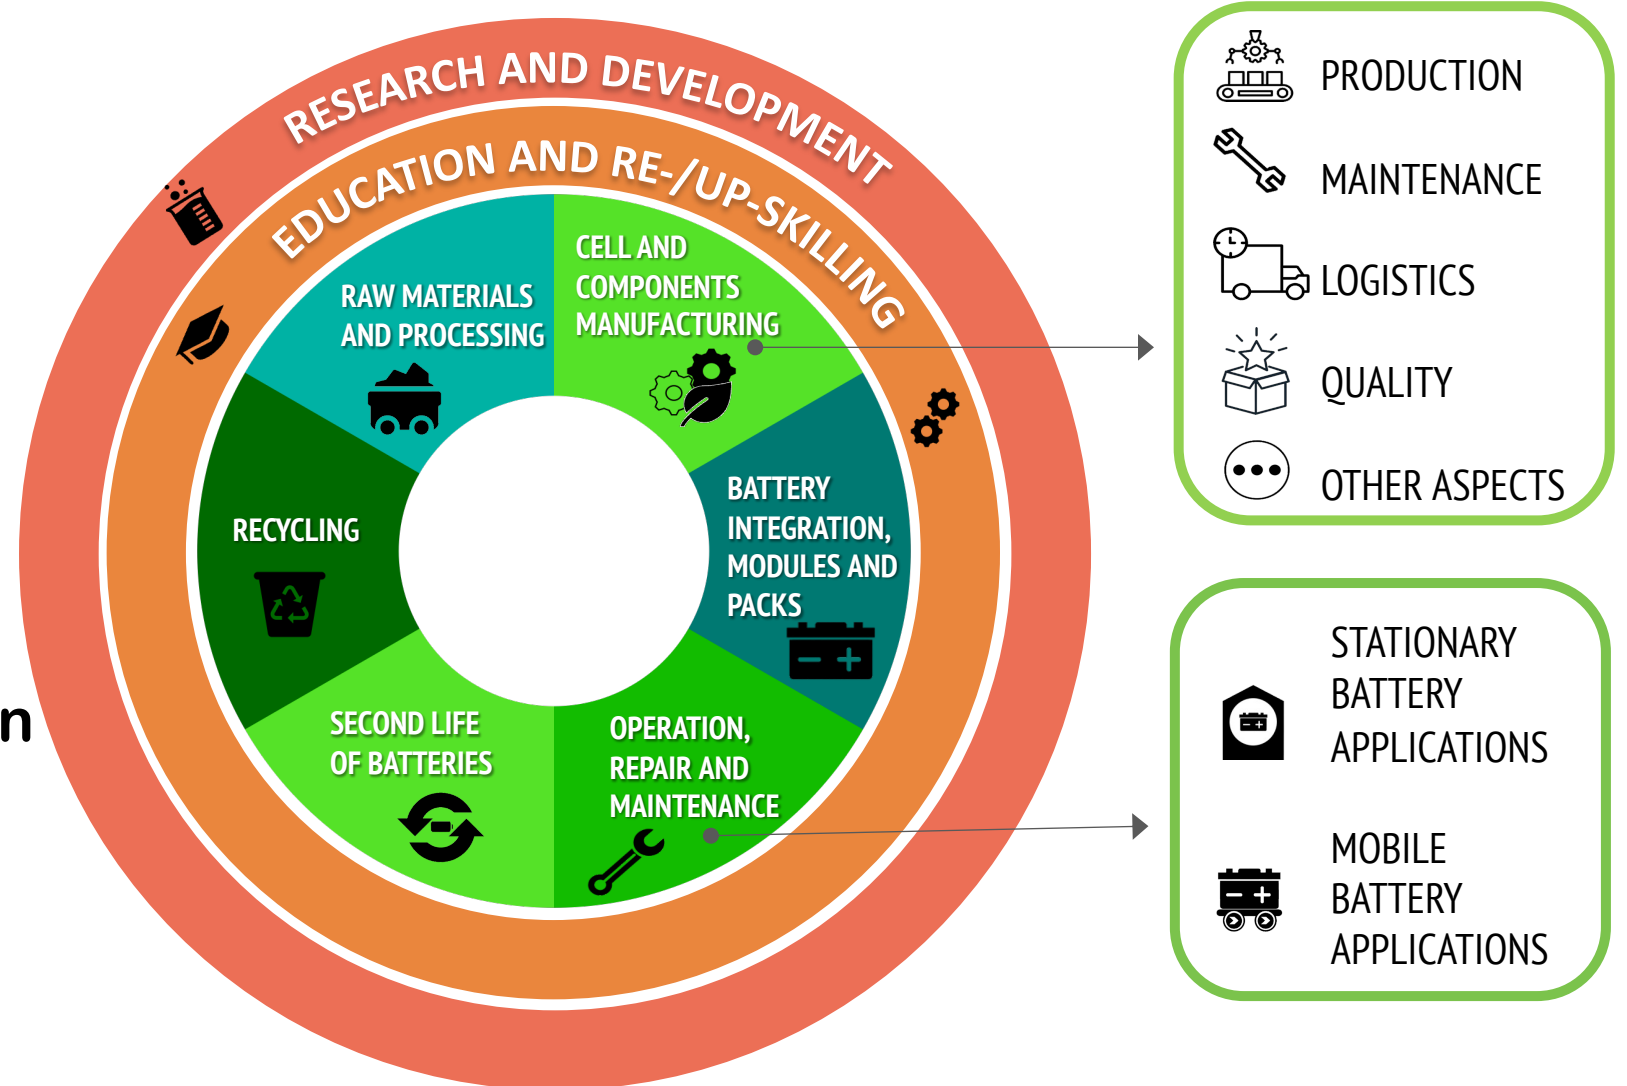 RESEARCH AND DEVELOPMENT
EDUCATION AND RE-/UP-SKILLING
RAW MATERIALS
AND PROCESSING
CELL AND
COMPONENTS
MANUFACTURING
BATTERY
INTEGRATION,
MODULES AND
PACKS
OPERATION,
REPAIR AND
MAINTENANCE
SECOND LIFE
OF BATTERIES
RECYCLING
n
PRODUCTION
MAINTENANCE
LOGISTICS
QUALITY
OTHER ASPECTS
STATIONARY
BATTERY
APPLICATIONS
MOBILE
BATTERY
APPLICATIONS